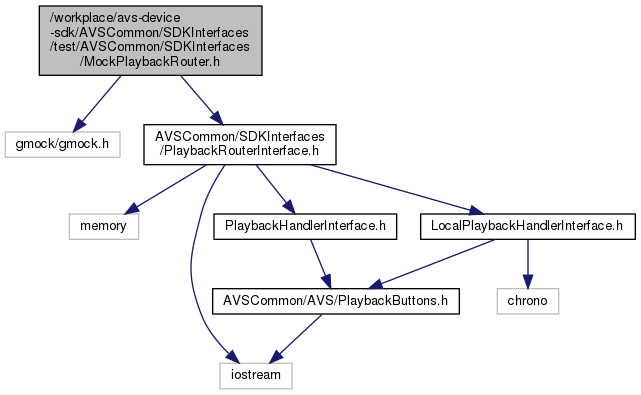 /workplace/avs-device
-sdk/AVSCommon/SDKInterfaces
/test/AVSCommon/SDKInterfaces
/MockPlaybackRouter.h
gmock/gmock.h
AVSCommon/SDKInterfaces
/PlaybackRouterInterface.h
memory
PlaybackHandlerInterface.h
LocalPlaybackHandlerInterface.h
AVSCommon/AVS/PlaybackButtons.h
chrono
iostream